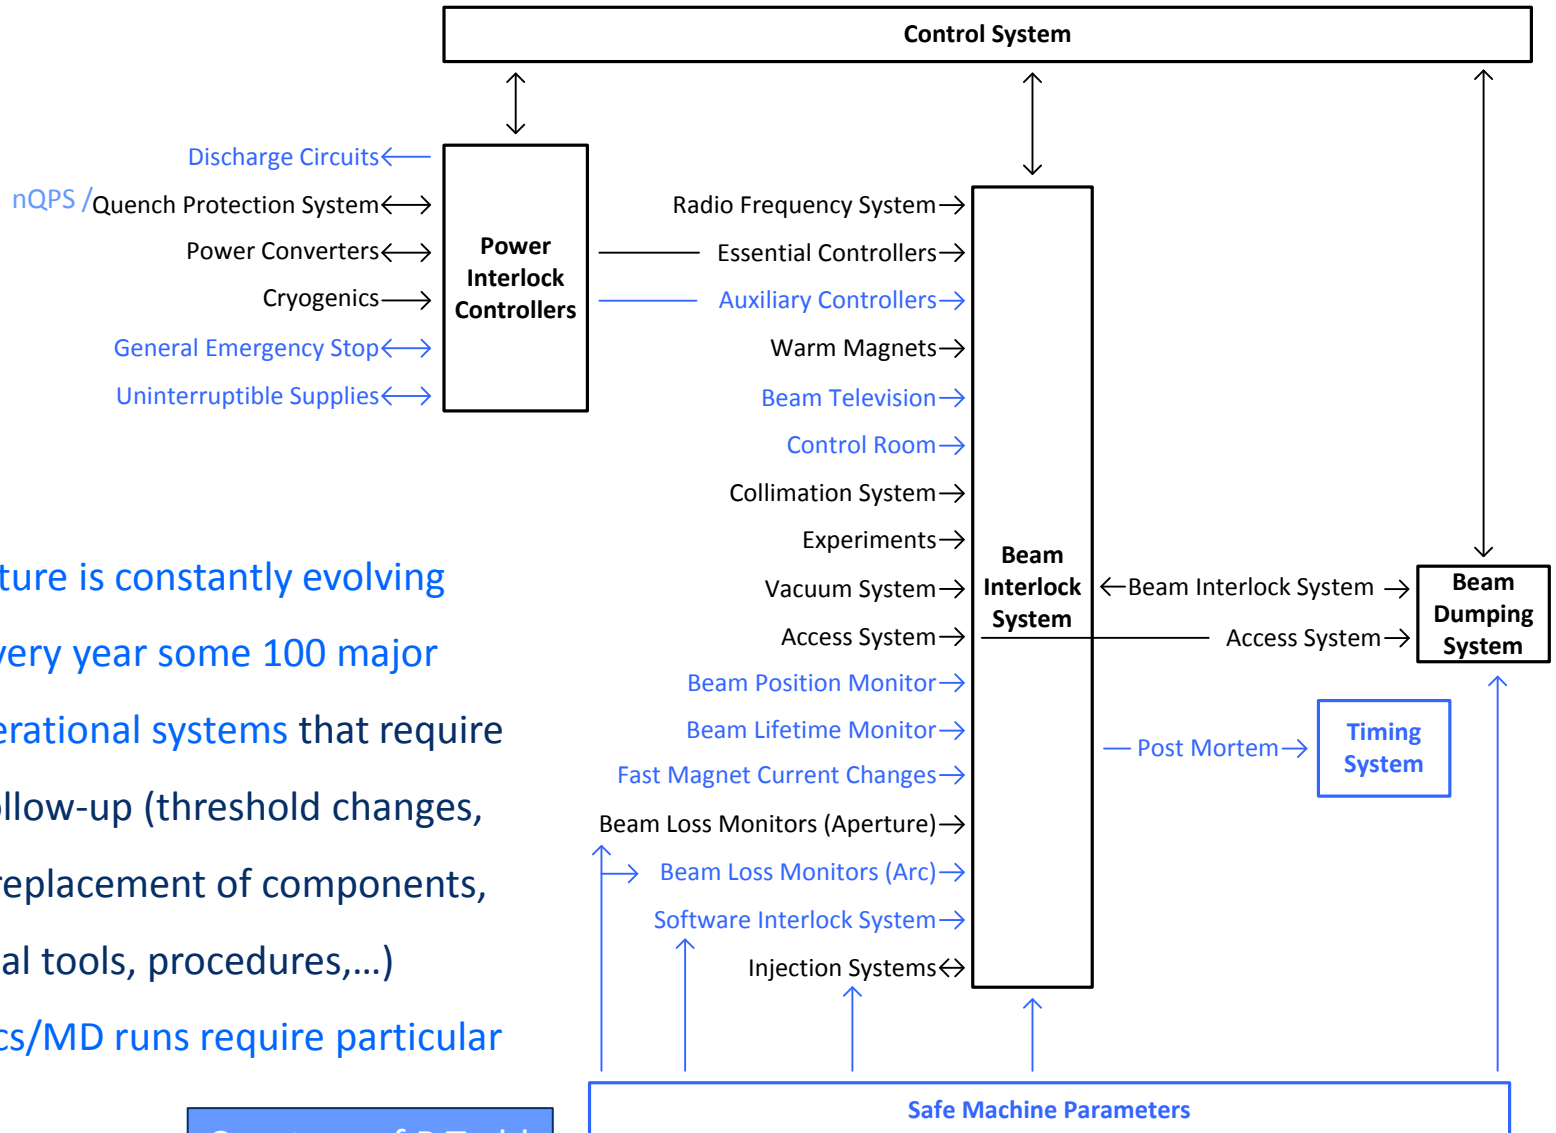 Control System
Discharge Circuits
nQPS /Quench Protection System
Power Converters
Cryogenics
General Emergency Stop
Uninterruptible Supplies
Power
Interlock
Controllers
Radio Frequency System
Essential Controllers
Auxiliary Controllers
Warm Magnets
Beam Television
Control Room
Collimation System
Experiments
Vacuum System
Access System
Beam Position Monitor
Beam Lifetime Monitor
Fast Magnet Current Changes
Beam Loss Monitors (Aperture)
Beam Loss Monitors (Arc)
Software Interlock System
Injection Systems
Beam
Interlock
System
Beam Interlock System
Access System
Beam
Dumping
System
Post Mortem
Timing
System
Safe Machine Parameters
ture is constantly evolving
very year some 100 major
erational systems that require
ollow-up (threshold changes,
replacement of components,
al tools, procedures,…)
cs/MD runs require particular